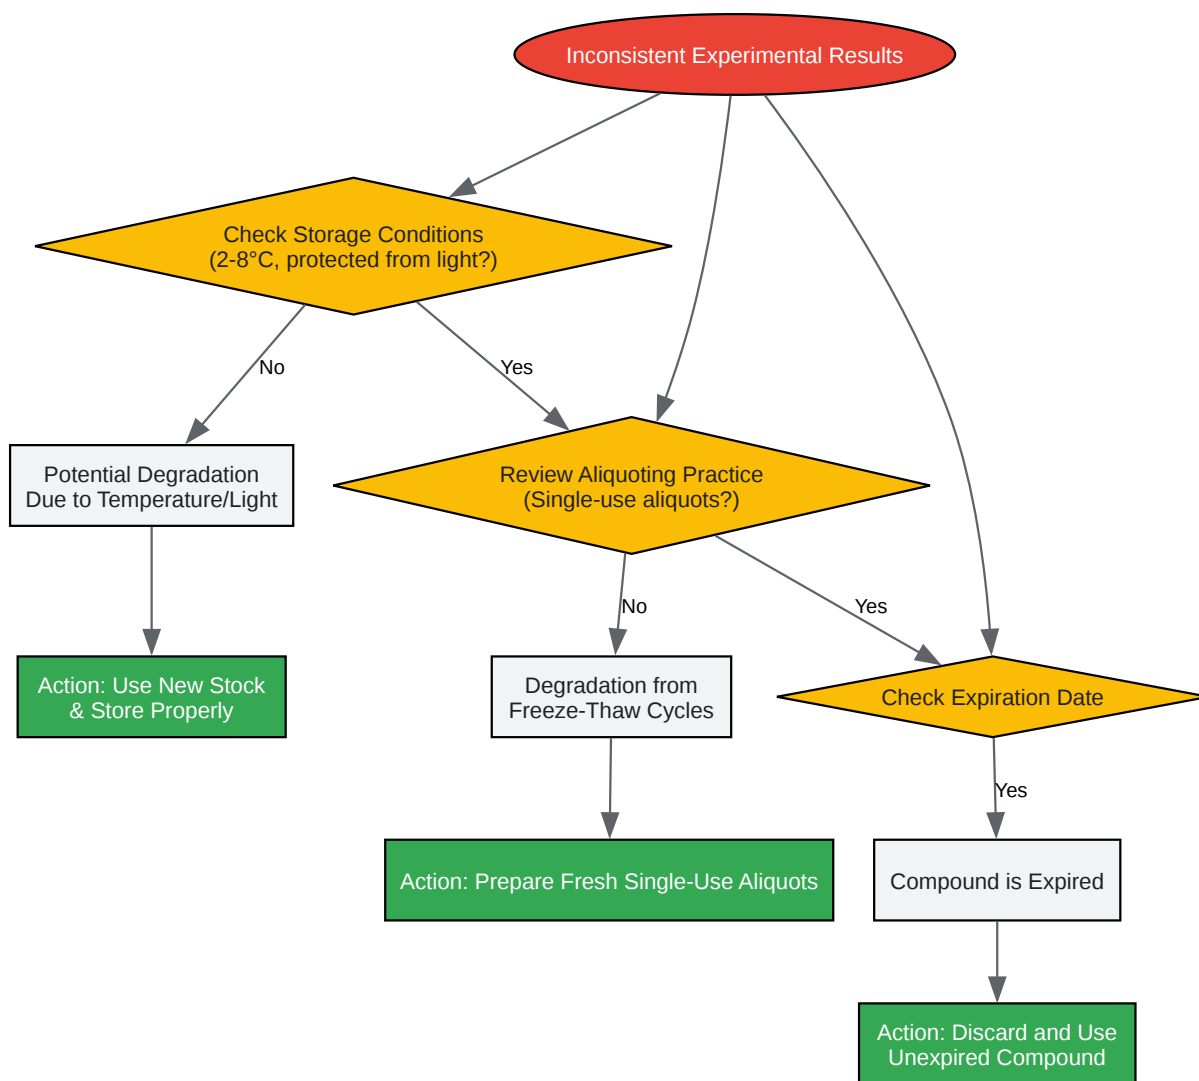 Inconsistent Experimental Results
Check Storage Conditions
(2-8°C, protected from light?)
No
Yes
Potential Degradation
Due to Temperature/Light
Review Aliquoting Practice
(Single-use aliquots?)
No
Yes
Action: Use New Stock
& Store Properly
Degradation from
Freeze-Thaw Cycles
Check Expiration Date
Yes
Action: Prepare Fresh Single-Use Aliquots
Compound is Expired
Action: Discard and Use
Unexpired Compound